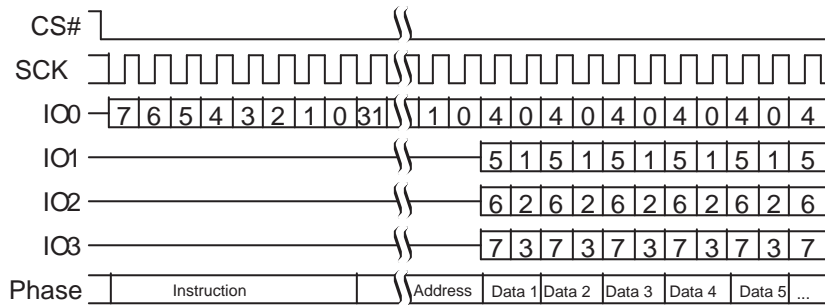 CS#
SCK
IO0 7 6 5 4 3 2 1 0 31 1 0 4 0 4 0 4 0 4 0 4 0 4
IO1 5 1 5 1 5 1 5 1 5 1 5
IO2 6 2 6 2 6 2 6 2 6 2 6
IO3 7 3 7 3 7 3 7 3 7 3 7
Phase Instruction Address Data 1 Data 2 Data 3 Data 4 Data 5 ...